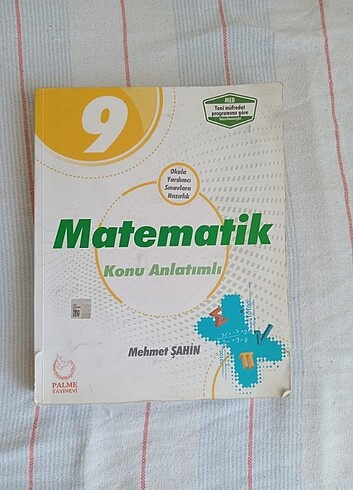 9
MEB
Yeni müfredat
programına göre
Okula
Yardımcı
Sınavlara
Hazırlık
Matematik
Konu Anlatımlı
Mehmet ŞAHİN
PALME
YAYINEVİ